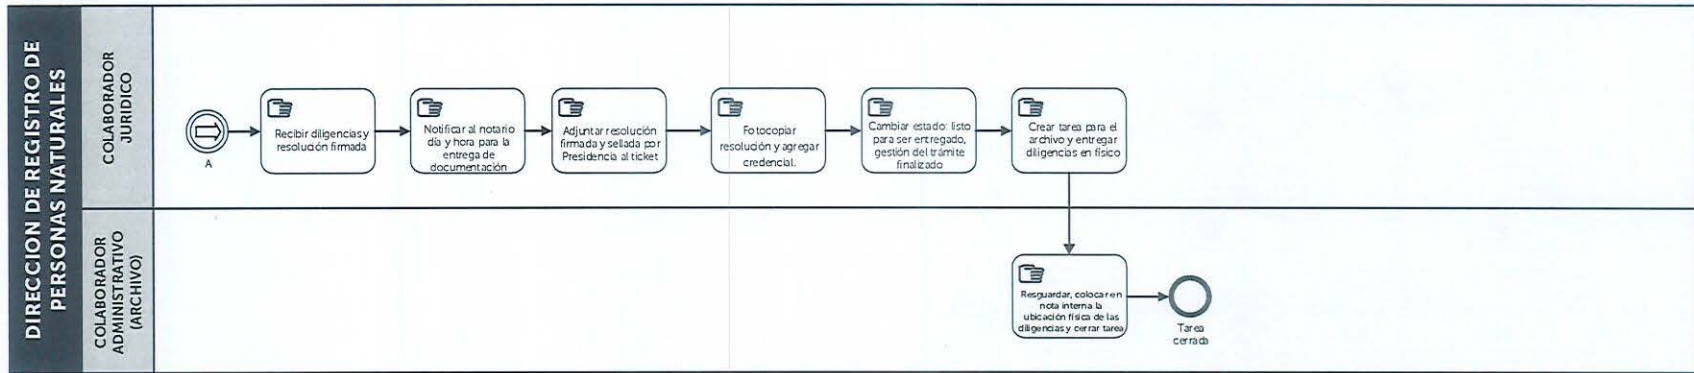 DIRECCION DE REGISTRO DE
PERSONAS NATURALES
COLABORADOR
JURIDICO
A
Recibir diligencias y
resolución firmada
Notificar al notario
día y hora para la
entrega de
documentación
Adjuntar resolución
firmada y sellada por
Presidencia al ticket
Fotocopiar
resolución y agregar
credencial.
Cambiar estado: listo
para ser entregado,
gestión del trámite
finalizado
Crear tarea para el
archivo y entregar
diligencias en físico
COLABORADOR
ADMINISTRATIVO
(ARCHIVO)
Resguardar, colocar en
nota interna la
ubicación física de las
diligencias y cerrar tarea
Tarea
cerrada